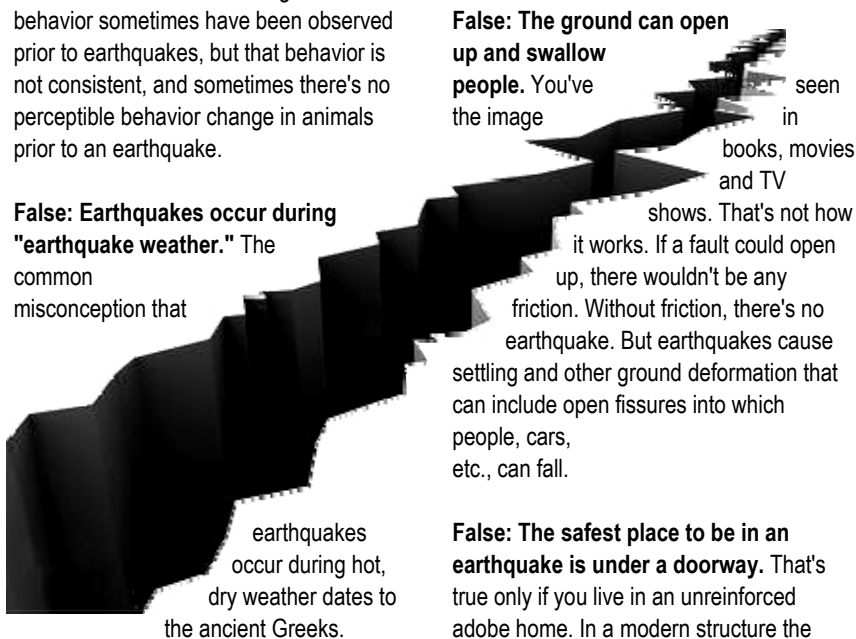 behavior sometimes have been observed
prior to earthquakes, but that behavior is
not consistent, and sometimes there's no
perceptible behavior change in animals
prior to an earthquake.
False: Earthquakes occur during
"earthquake weather." The
common
misconception that
earthquakes
occur during hot,
dry weather dates to
the ancient Greeks.
False: The ground can open
up and swallow
people. You've seen
the image in
books, movies
and TV
shows. That's not how
it works. If a fault could open
up, there wouldn't be any
friction. Without friction, there's no
earthquake. But earthquakes cause
settling and other ground deformation that
can include open fissures into which
people, cars,
etc., can fall.
False: The safest place to be in an
earthquake is under a doorway. That's
true only if you live in an unreinforced
adobe home. In a modern structure the